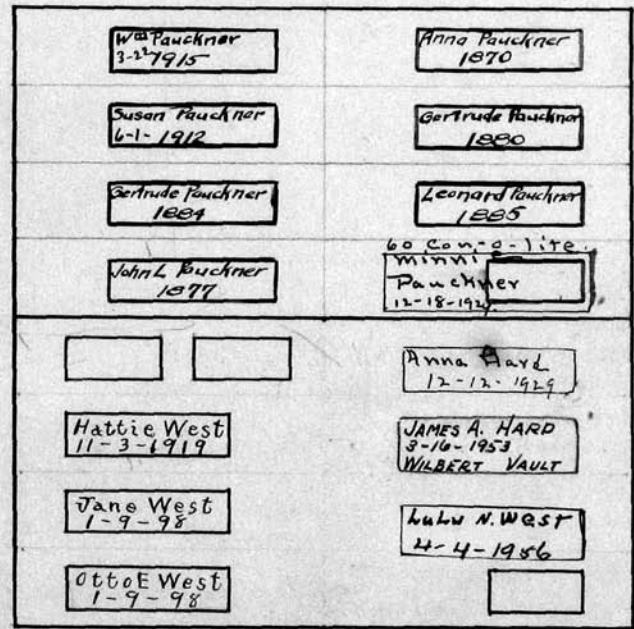 Wm Pauckner
3-22-1915
Anna Pauckner
1870
Susan Pauckner
6-1-1912
Gertrude Pauckner
1880
Gertrude Pauckner
1884
Leonard Pauckner
1885
John L Pauckner
1877
60 Con-o-lite.
Minni
Pauckner
12-18-192
Anna Hard
12-12-1929.
Hattie West
11-3-1919
JAMES A. HARD
3-16-1953
WILBERT VAULT
Jane West
1-9-98
LuLu N. WesT
4-4-1956
Otto E West
1-9-98